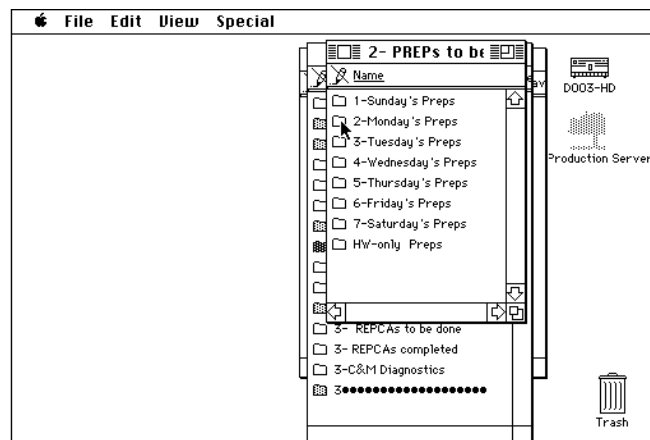 File Edit View Special
2- PREPs to be
Name
1-Sunday's Preps
2-Monday's Preps
3-Tuesday's Preps
4-Wednesday's Preps
5-Thursday's Preps
6-Friday's Preps
7-Saturday's Preps
HW-only Preps
3- REPCAs to be done
3- REPCAs completed
3-C&M Diagnostics
3●●●●●●●●●●●●●●●●●●●
D003-HD
Production Server
Trash